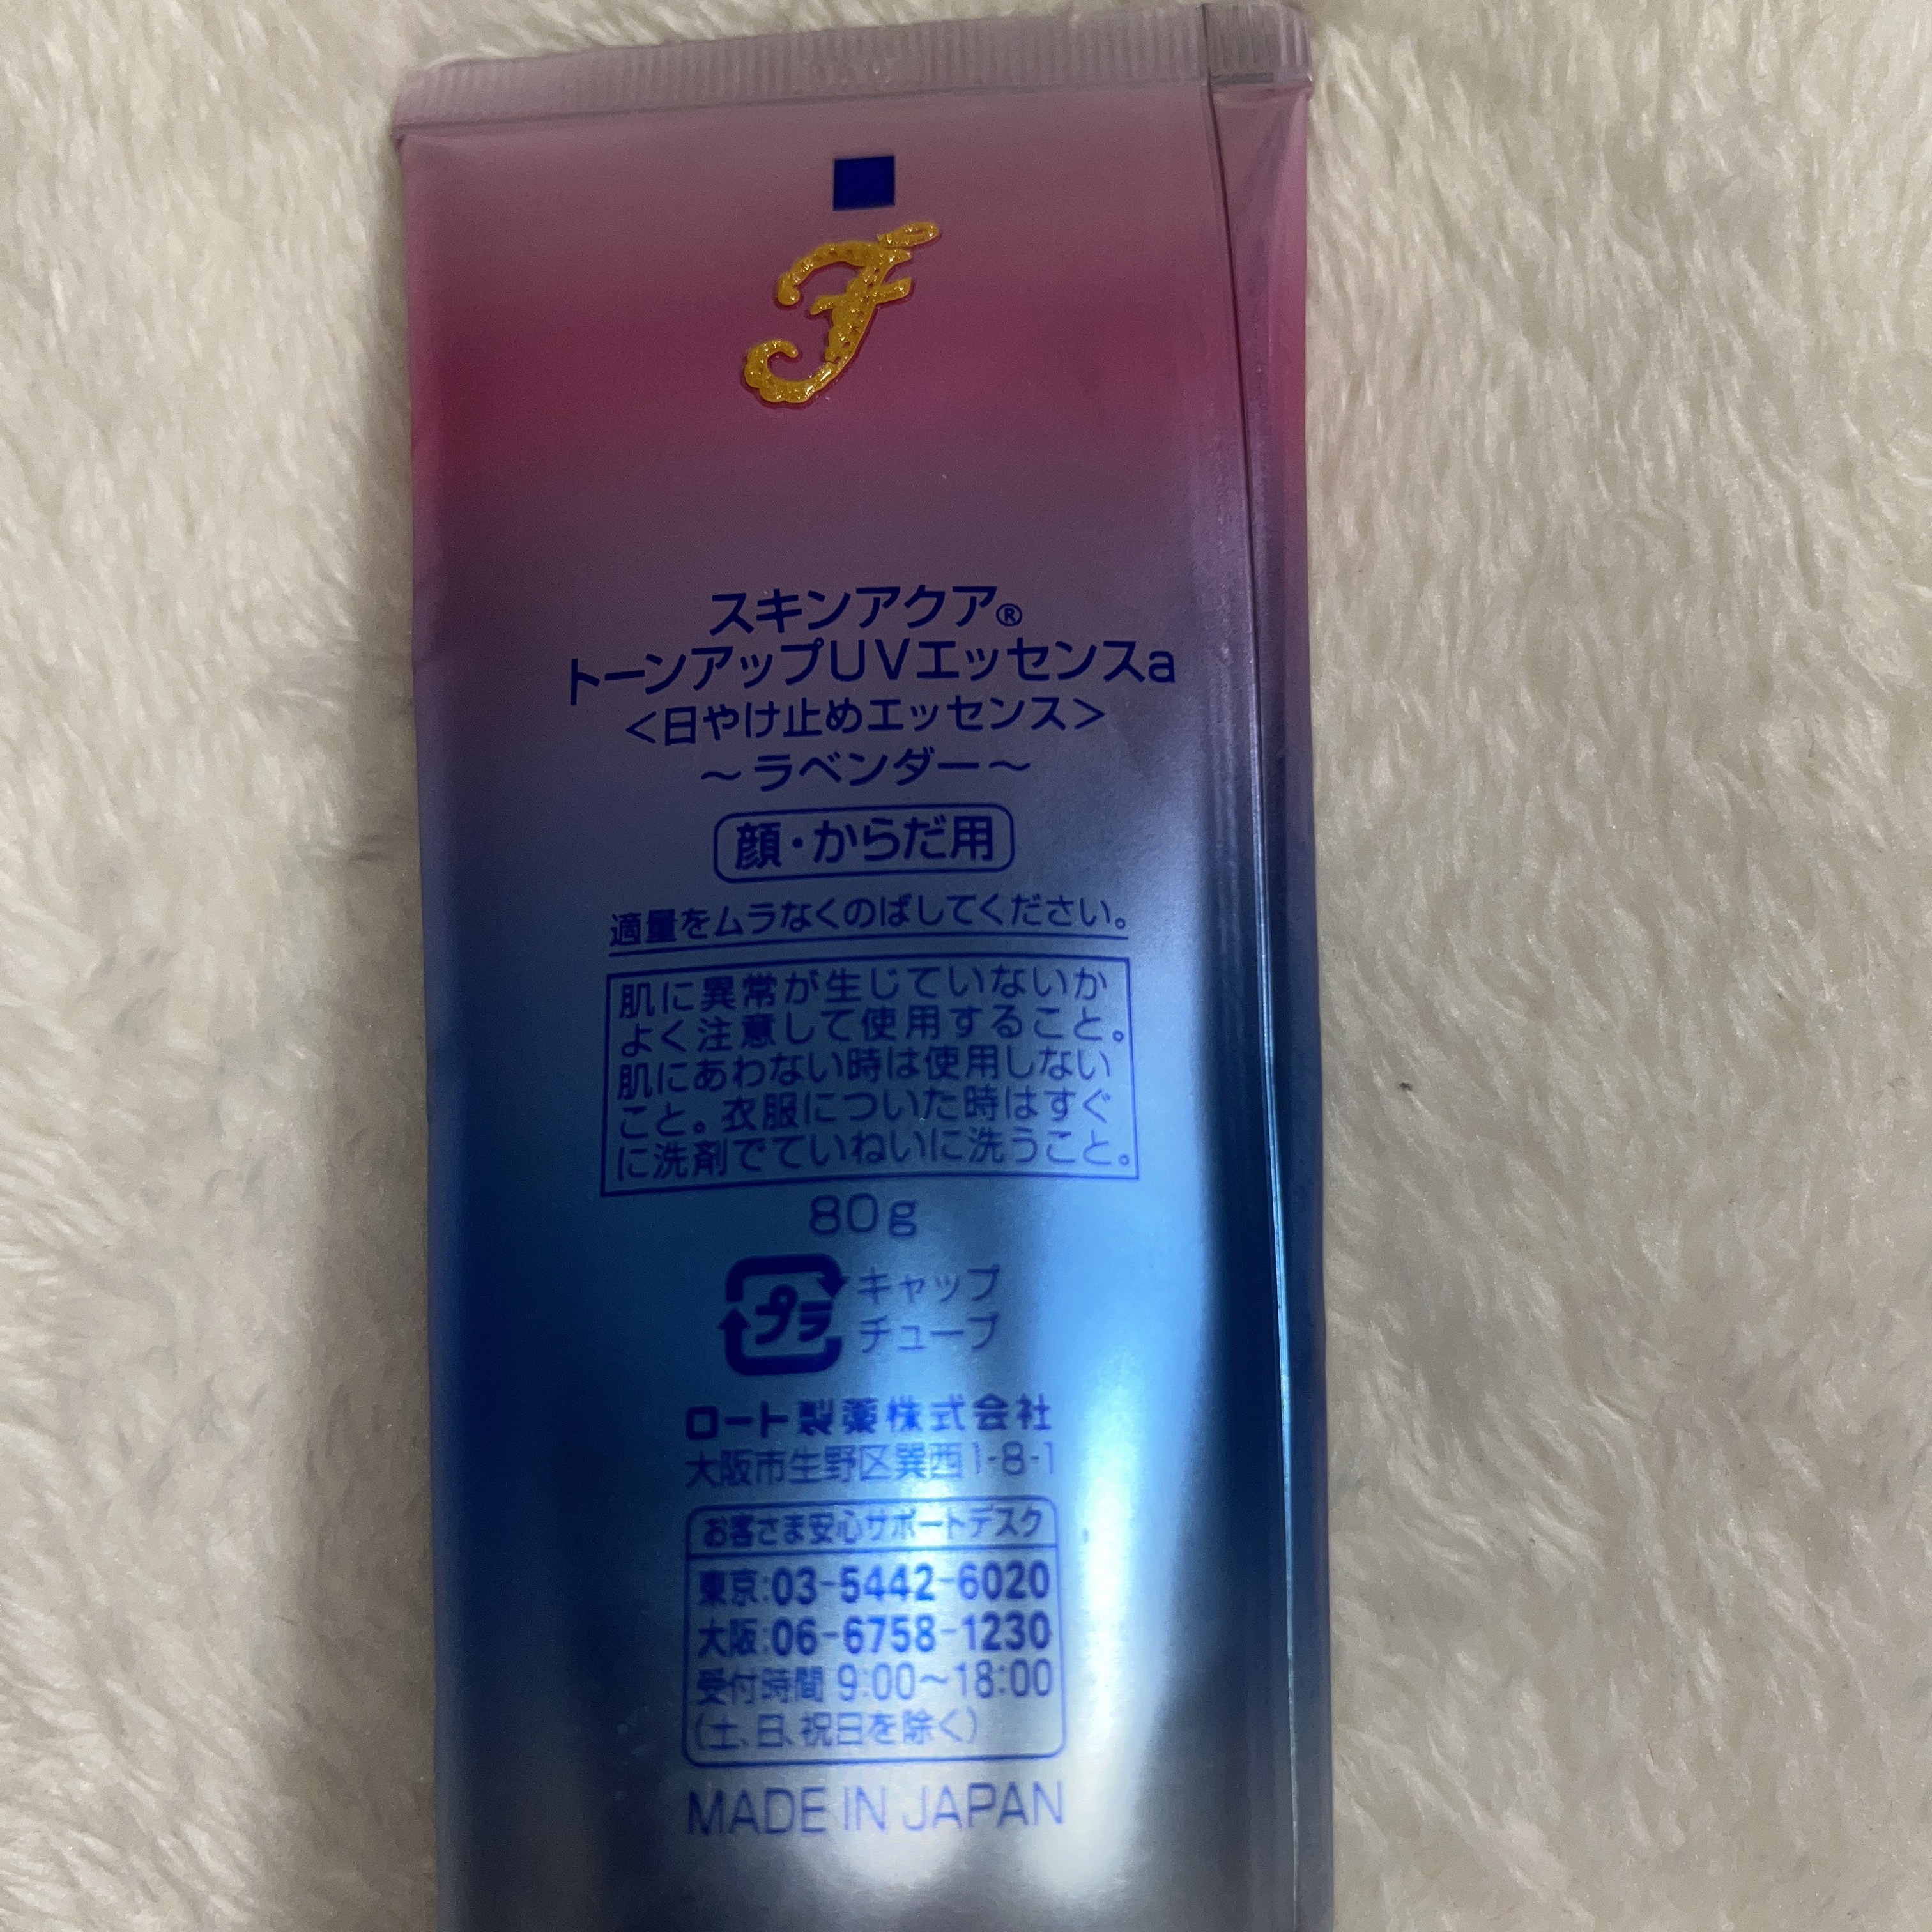 F
スキンアクア®
トーンアップUVエッセンスa
＜日やけ止めエッセンス＞
～ラベンダー～
顔・からだ用
適量をムラなくのばしてください。
肌に異常が生じていないか
よく注意して使用すること。
肌にあわない時は使用しない
こと。衣服についた時はすぐ
に洗剤でていねいに洗うこと。
80g
プラ
キャップ
チューブ
ロート製薬株式会社
大阪市生野区巽西1-8-1
お客さま安心サポートデスク
東京:03-5442-6020
大阪:06-6758-1230
受付時間 9:00～18:00
（土、日、祝日を除く）
MADE IN JAPAN